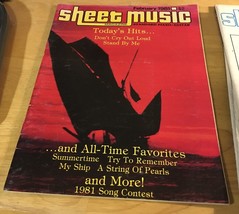 sheet music
Today's Hits...
Don't Cry Out Loud
Stand By Me
...and All-Time Favorites
Summertime Try To Remember
My Ship A String Of Pearls
and More!
1981 Song Contest